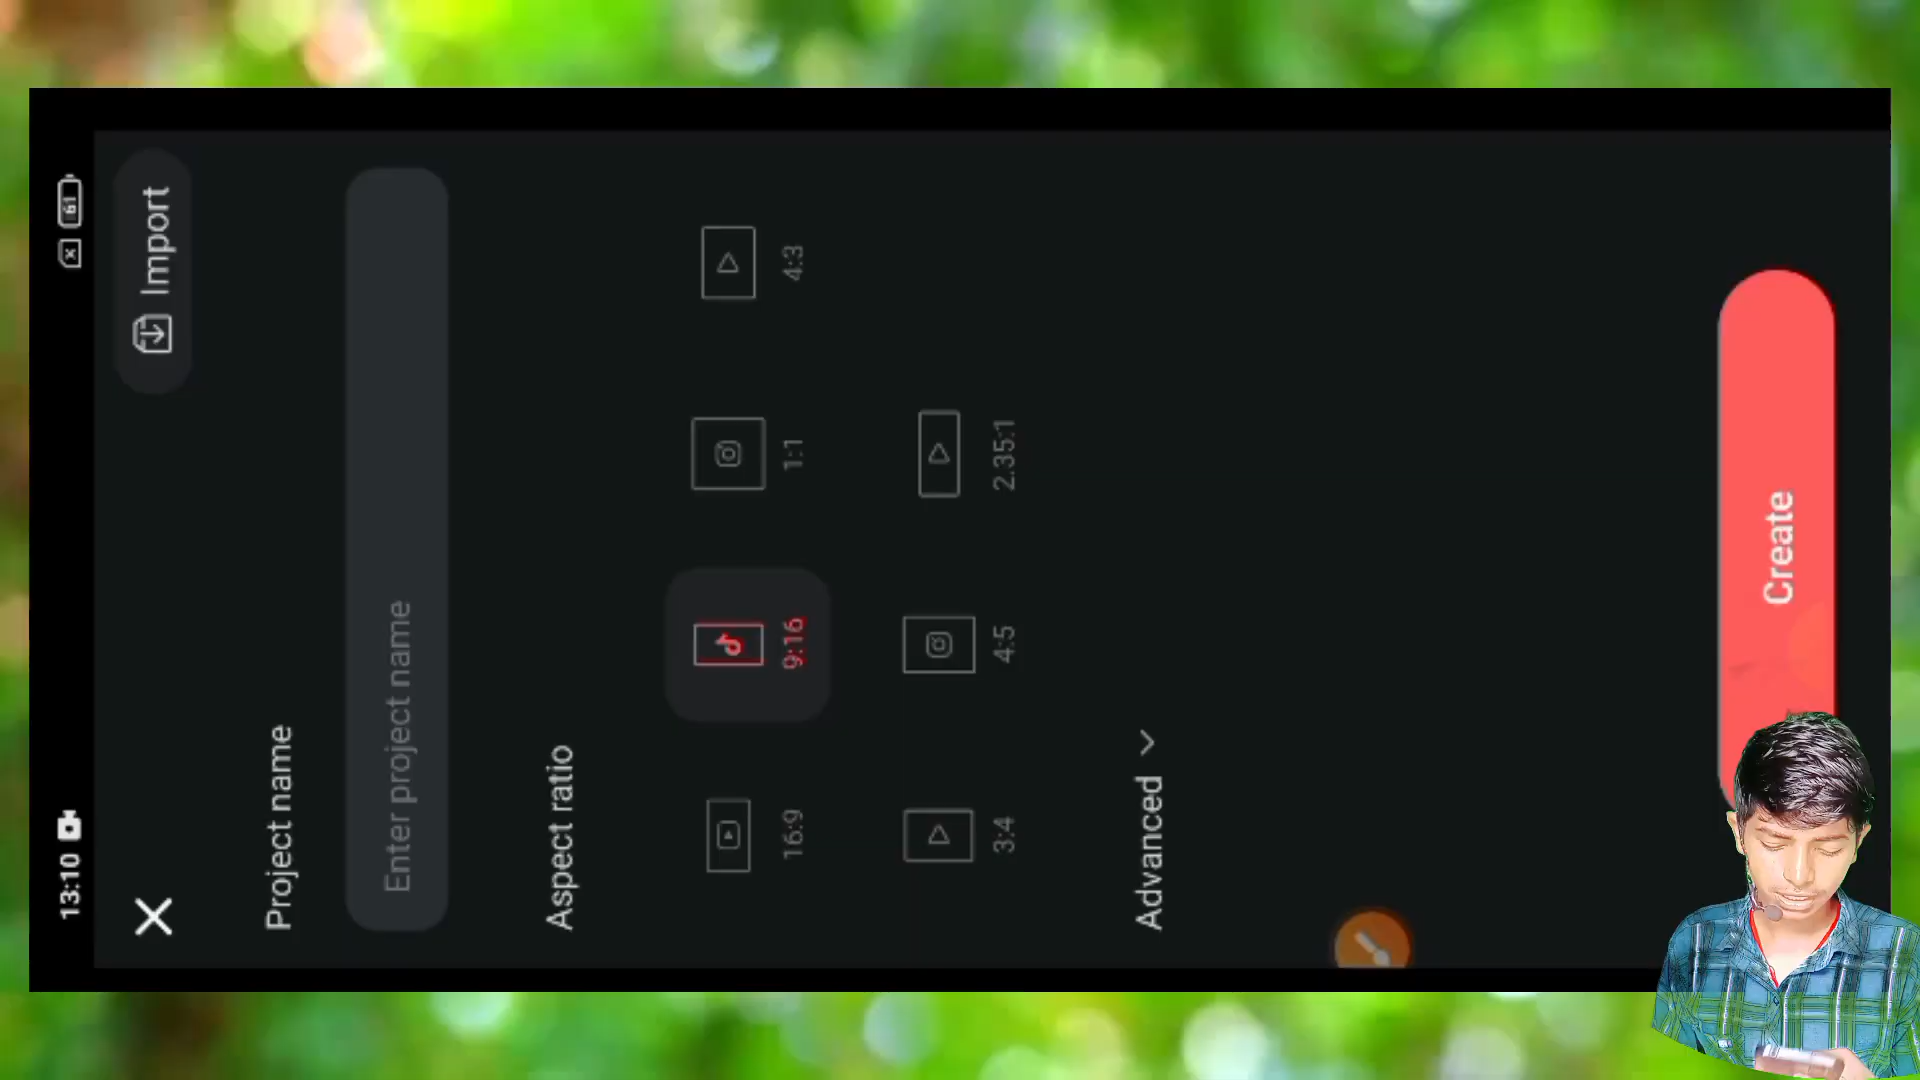 13:10
61
Import
Project name
Enter project name
Aspect ratio
16:9
9:16
1:1
4:3
3:4
4:5
2.35:1
Advanced
Create